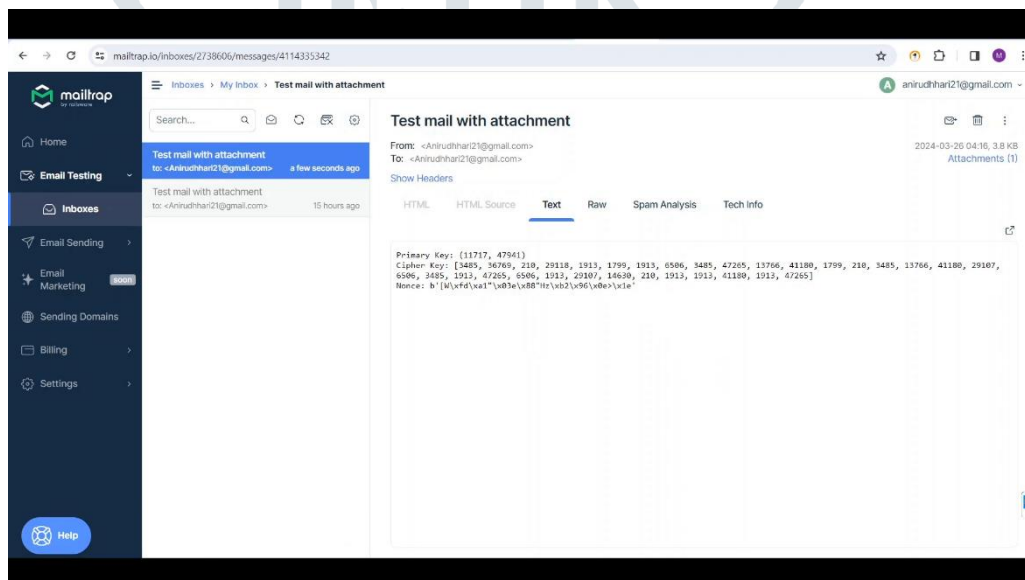 mailtrap.io/inboxes/2738606/messages/4114335342
M
mailtrap
by railsware
Home
Email Testing
Inboxes
Email Sending
Email Marketing
soon
Sending Domains
Billing
Settings
Help
Inboxes > My Inbox > Test mail with attachment
A
anirudhhari21@gmail.com
Search...
Test mail with attachment
to: <Anirudhhari21@gmail.com> a few seconds ago
Test mail with attachment
to: <Anirudhhari21@gmail.com> 15 hours ago
Test mail with attachment
From: <Anirudhhari21@gmail.com>
To: <Anirudhhari21@gmail.com>
Show Headers
2024-03-26 04:16, 3.8 KB
Attachments (1)
HTML HTML Source Text Raw Spam Analysis Tech Info
Primary Key: (11717, 47941)
Cipher Key: [3485, 36769, 210, 29118, 1913, 1799, 1913, 6506, 3485, 47265, 13766, 41180, 1799, 210, 3485, 13766, 41180, 29107,
6506, 3485, 1913, 47265, 6506, 1913, 29107, 14630, 210, 1913, 1913, 41180, 1913, 47265]
Nonce: b'[W\xfd\xa1"\x03e\x88"Hz\xb2\x96\x0e>\x1e'